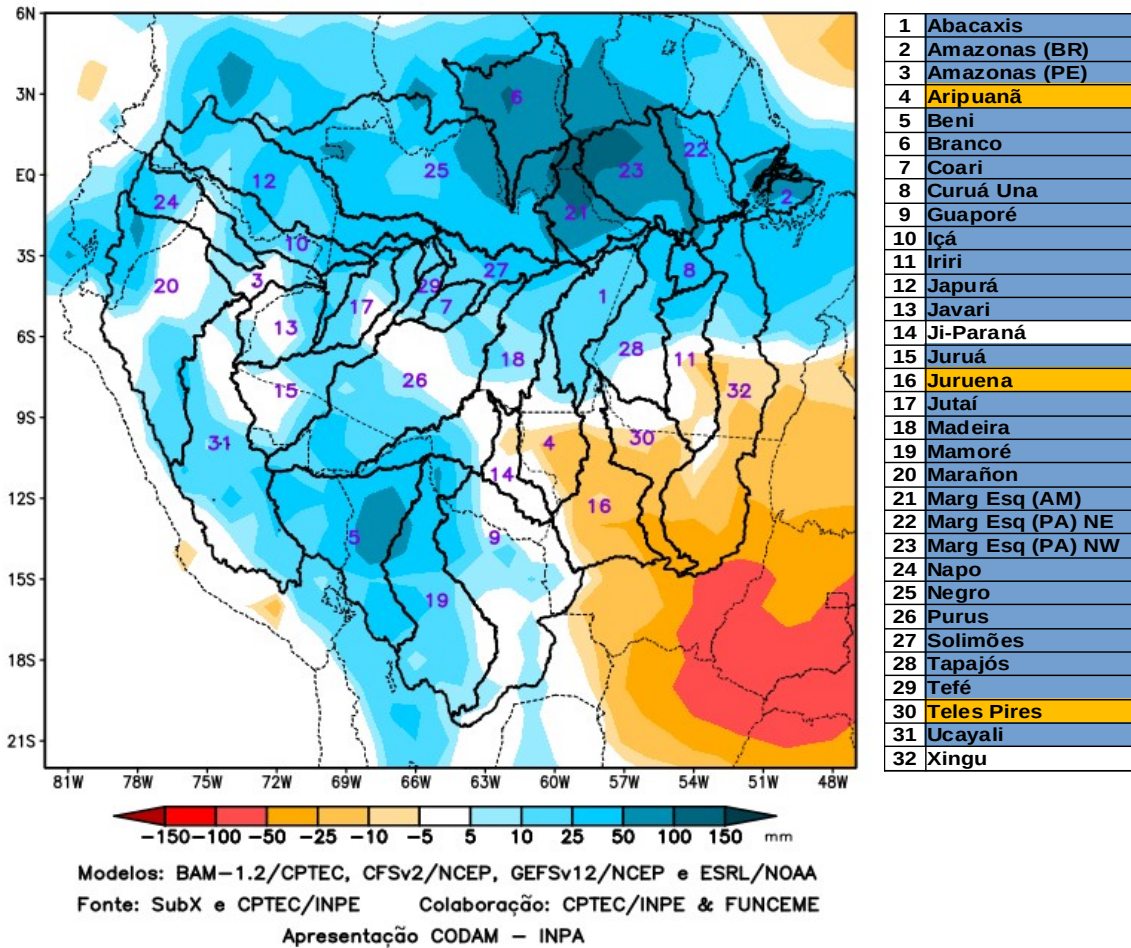 6N
3N
EQ
3S
6S
9S
12S
15S
18S
21S
81W 78W 75W 72W 69W 66W 63W 60W 57W 54W 51W 48W
6
22
25
23
12
24
2
21
10
27
8
3
20
29
1
7
17
13
28
18
11
26
15
32
30
31
4
14
16
5
9
19
−150 −100 −50 −25 −10 −5 5 10 25 50 100 150 mm
Modelos: BAM−1.2/CPTEC, CFSv2/NCEP, GEFSv12/NCEP e ESRL/NOAA
Fonte: SubX e CPTEC/INPE Colaboração: CPTEC/INPE & FUNCEME
Apresentação CODAM − INPA
1 Abacaxis
2 Amazonas (BR)
3 Amazonas (PE)
4 Aripuanã
5 Beni
6 Branco
7 Coari
8 Curuá Una
9 Guaporé
10 Içá
11 Iriri
12 Japurá
13 Javari
14 Ji-Paraná
15 Juruá
16 Juruena
17 Jutaí
18 Madeira
19 Mamoré
20 Marañon
21 Marg Esq (AM)
22 Marg Esq (PA) NE
23 Marg Esq (PA) NW
24 Napo
25 Negro
26 Purus
27 Solimões
28 Tapajós
29 Tefé
30 Teles Pires
31 Ucayali
32 Xingu